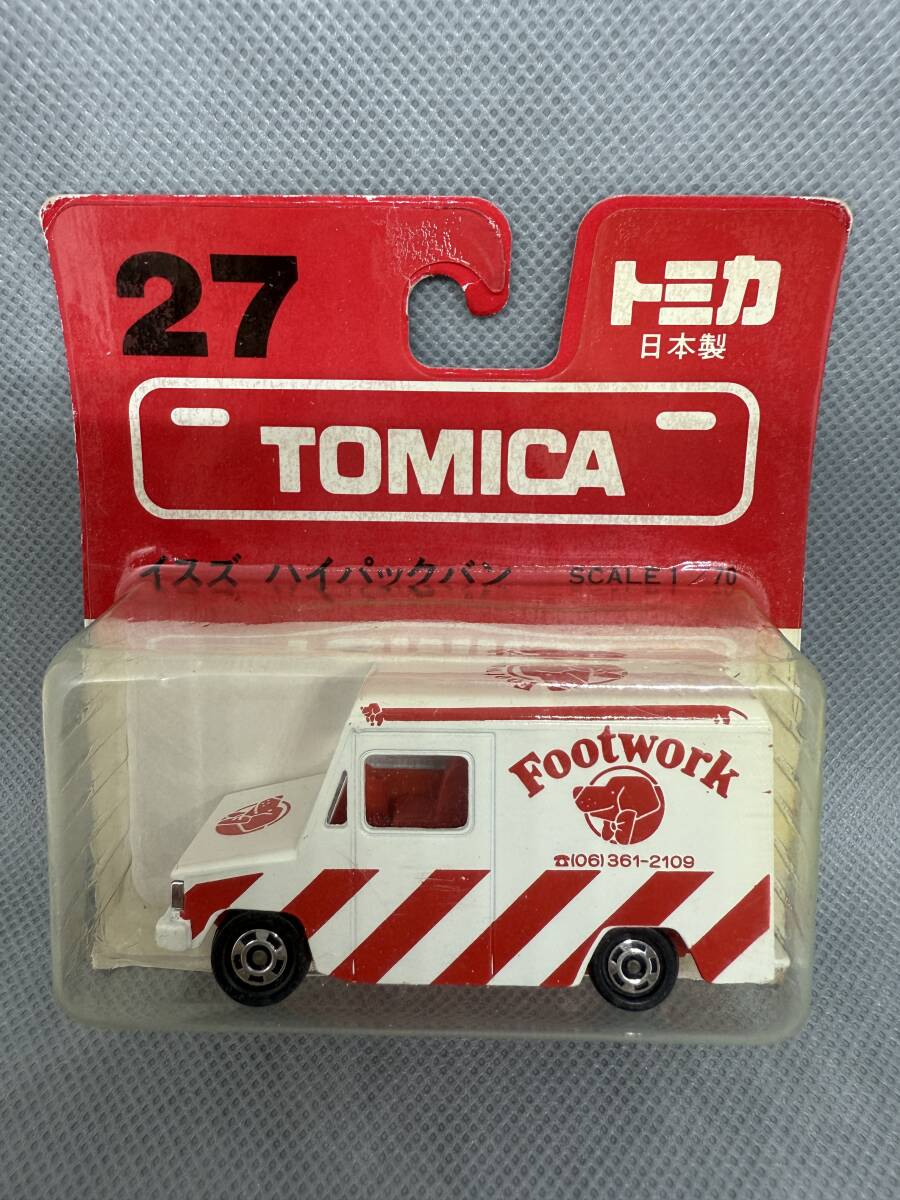 27
トミカ
日本製
TOMICA
イスズ ハイパックバン SCALE 1/70
Footwork
☎(06)361-2109